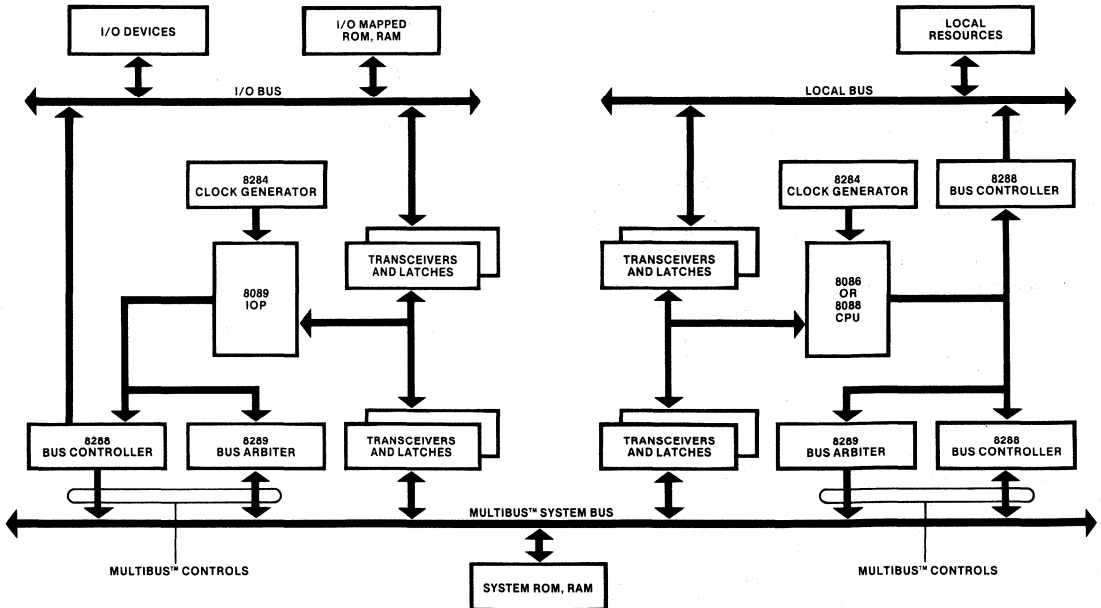 I/O DEVICES
I/O MAPPED
ROM, RAM
LOCAL
RESOURCES
I/O BUS
LOCAL BUS
8284
CLOCK GENERATOR
8284
CLOCK GENERATOR
8288
BUS CONTROLLER
TRANSCEIVERS
AND LATCHES
TRANSCEIVERS
AND LATCHES
8089
IOP
8086
OR
8088
CPU
8288
BUS CONTROLLER
8289
BUS ARBITER
TRANSCEIVERS
AND LATCHES
TRANSCEIVERS
AND LATCHES
8289
BUS ARBITER
8288
BUS CONTROLLER
MULTIBUS™ SYSTEM BUS
MULTIBUS™ CONTROLS
MULTIBUS™ CONTROLS
SYSTEM ROM, RAM